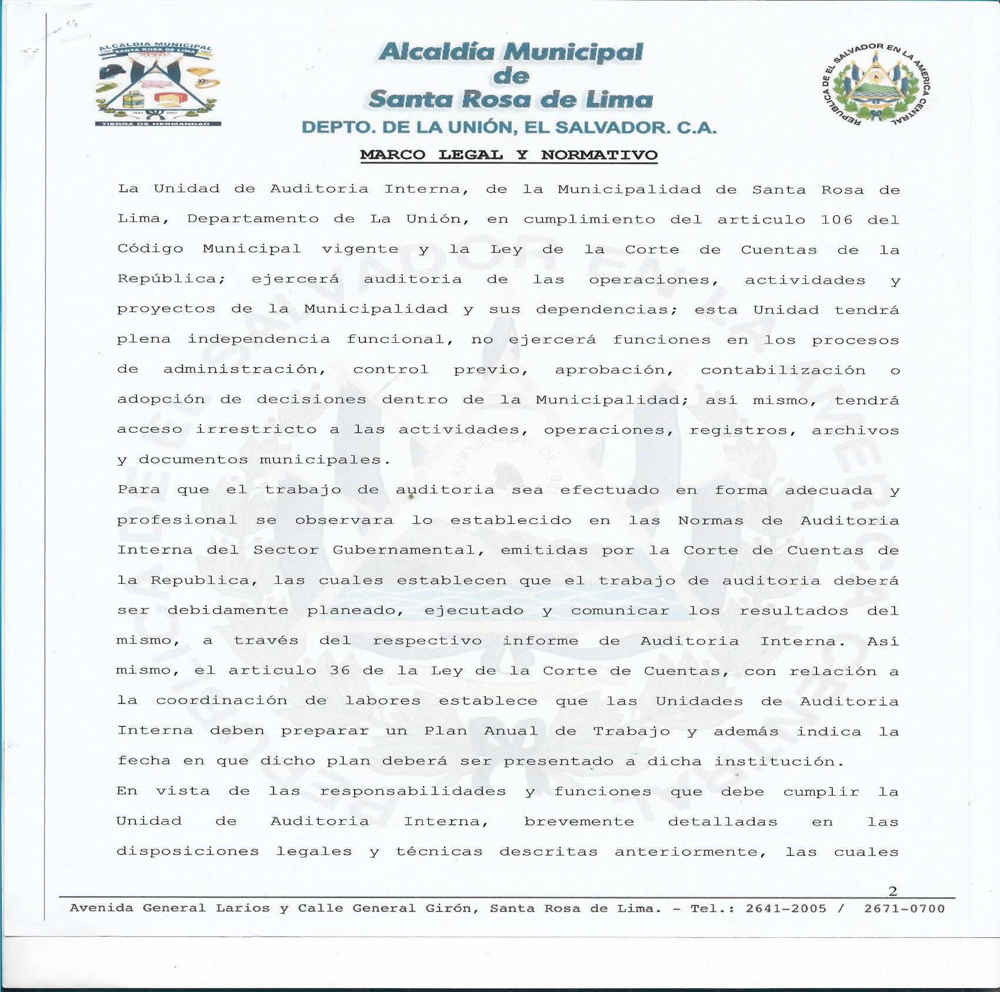 ALCALDIA MUNICIPAL
SANTA ROSA DE LIMA
TIERRA DE HERMANDAD
Alcaldía Municipal
de
Santa Rosa de Lima
DEPTO. DE LA UNIÓN, EL SALVADOR. C.A.
REPUBLICA DE EL SALVADOR EN LA AMERICA CENTRAL
MARCO LEGAL Y NORMATIVO
La Unidad de Auditoria Interna, de la Municipalidad de Santa Rosa de
Lima, Departamento de La Unión, en cumplimiento del articulo 106 del
Código Municipal vigente y la Ley de la Corte de Cuentas de la
República; ejercerá auditoria de las operaciones, actividades y
proyectos de la Municipalidad y sus dependencias; esta Unidad tendrá
plena independencia funcional, no ejercerá funciones en los procesos
de administración, control previo, aprobación, contabilización o
adopción de decisiones dentro de la Municipalidad; así mismo, tendrá
acceso irrestricto a las actividades, operaciones, registros, archivos
y documentos municipales.
Para que el trabajo de auditoria sea efectuado en forma adecuada y
profesional se observara lo establecido en las Normas de Auditoria
Interna del Sector Gubernamental, emitidas por la Corte de Cuentas de
la Republica, las cuales establecen que el trabajo de auditoria deberá
ser debidamente planeado, ejecutado y comunicar los resultados del
mismo, a través del respectivo informe de Auditoria Interna. Así
mismo, el articulo 36 de la Ley de la Corte de Cuentas, con relación a
la coordinación de labores establece que las Unidades de Auditoria
Interna deben preparar un Plan Anual de Trabajo y además indica la
fecha en que dicho plan deberá ser presentado a dicha institución.
En vista de las responsabilidades y funciones que debe cumplir la
Unidad de Auditoria Interna, brevemente detalladas en las
disposiciones legales y técnicas descritas anteriormente, las cuales
2
Avenida General Larios y Calle General Girón, Santa Rosa de Lima. – Tel.: 2641-2005 / 2671-0700